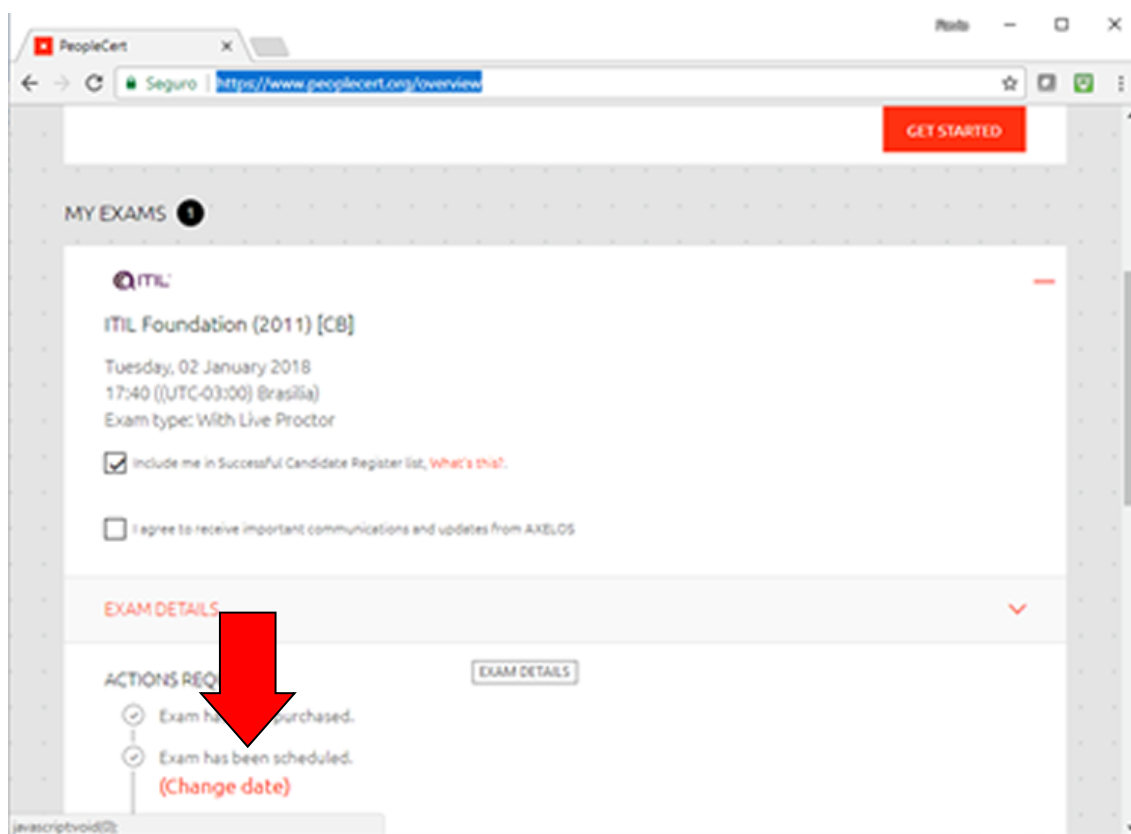 PeopleCert
Seguro
https://www.peoplecert.org/overview
GET STARTED
MY EXAMS 1
ITIL
ITIL Foundation (2011) [CB]
Tuesday, 02 January 2018
17:40 ((UTC-03:00) Brasilia)
Exam type: With Live Proctor
Include me in Successful Candidate Register list, What's this?.
I agree to receive important communications and updates from AXELOS
EXAM DETAILS
ACTIONS REQ
EXAM DETAILS
Exam ha purchased.
Exam has been scheduled.
(Change date)
javascript:void(0);